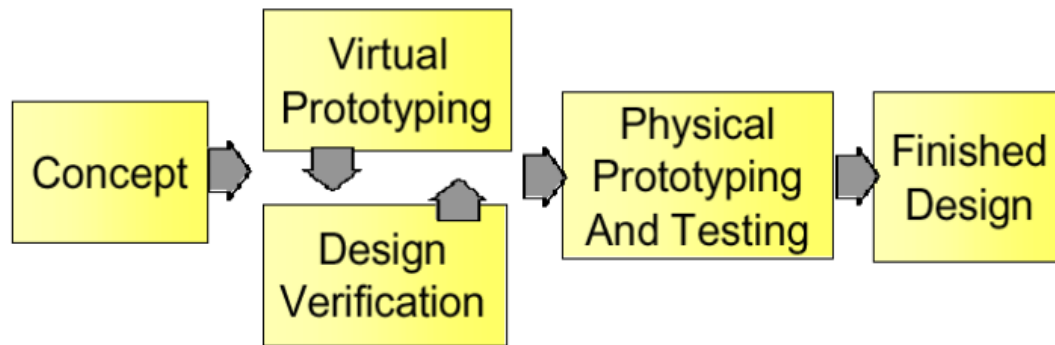 Concept
Virtual
Prototyping
Design
Verification
Physical
Prototyping
And Testing
Finished
Design